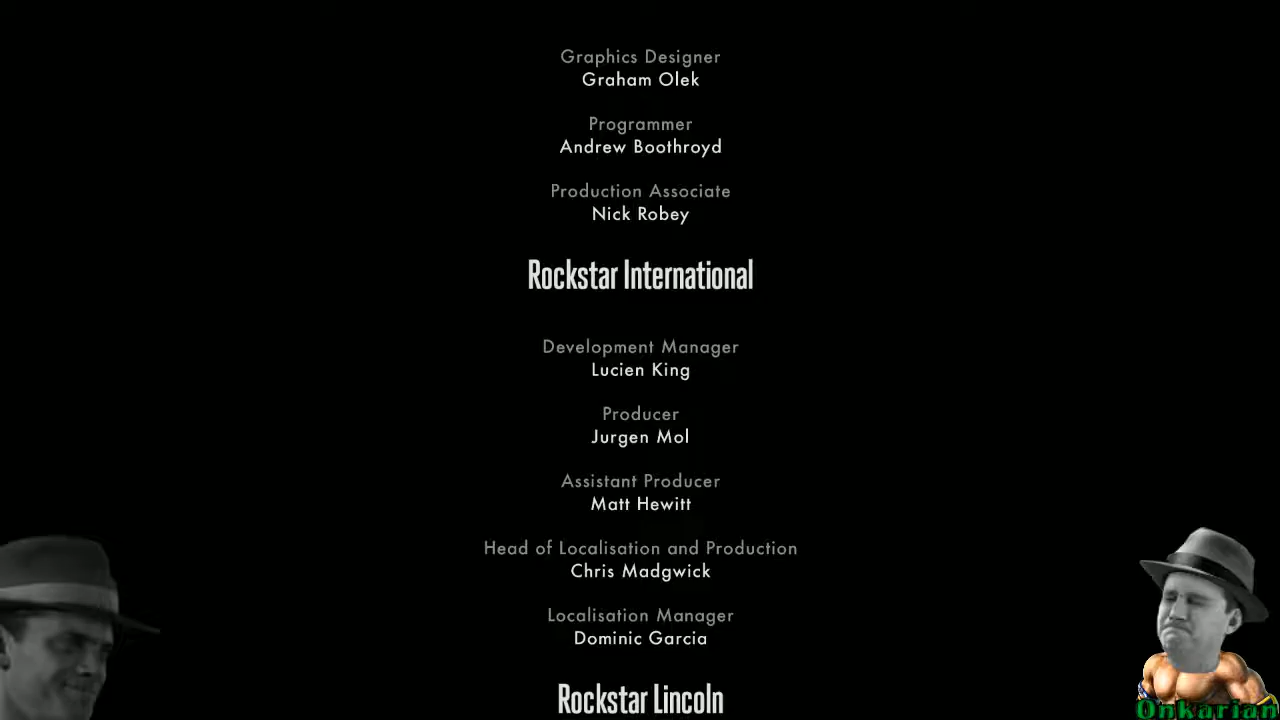 Graphics Designer
Graham Olek
Programmer
Andrew Boothroyd
Production Associate
Nick Robey
Rockstar International
Development Manager
Lucien King
Producer
Jurgen Mol
Assistant Producer
Matt Hewitt
Head of Localisation and Production
Chris Madgwick
Localisation Manager
Dominic Garcia
Rockstar Lincoln
Onkarian